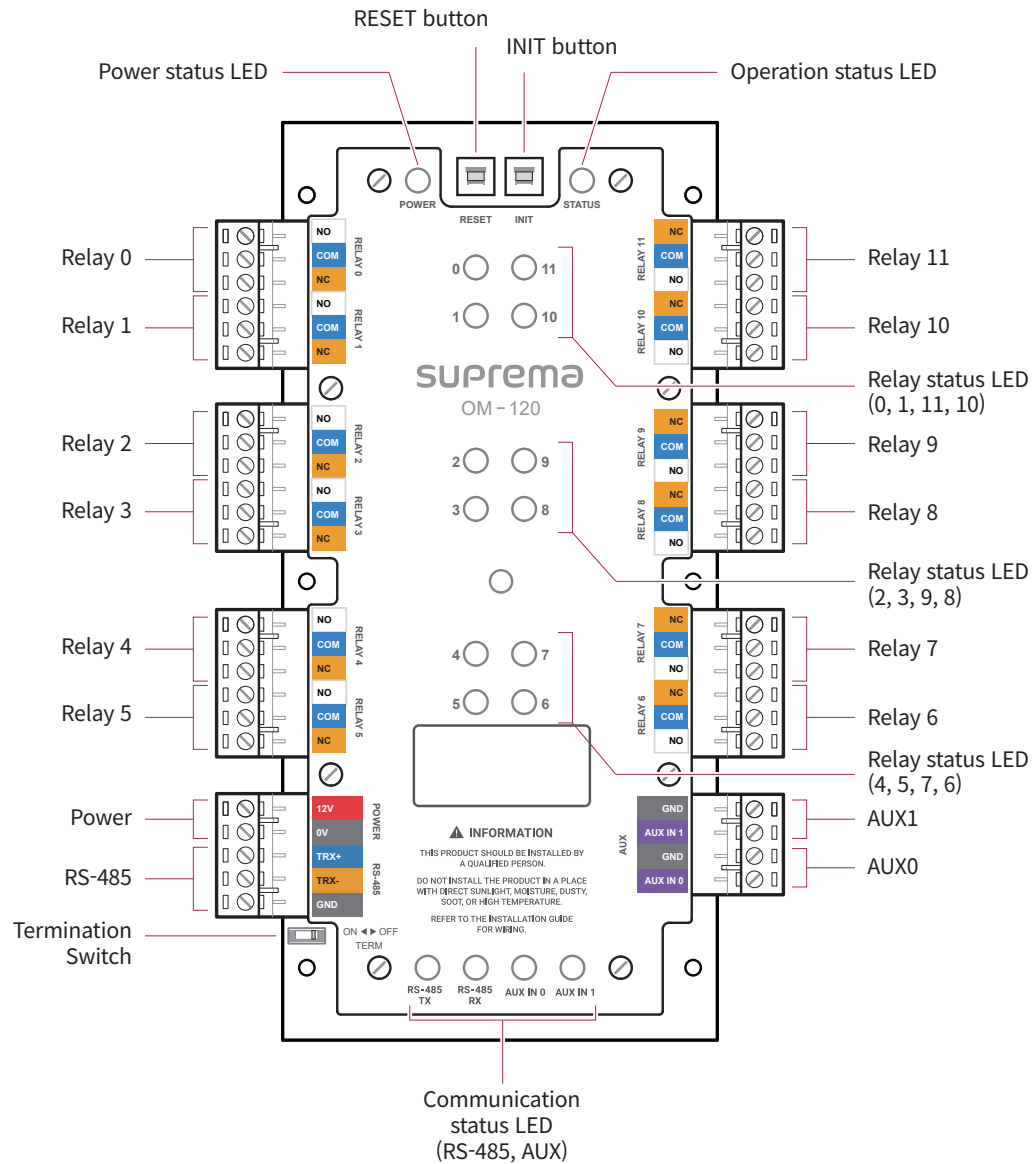 RESET button
INIT button
Power status LED
Operation status LED
POWER
RESET
INIT
STATUS
Relay 0
NO
COM
NC
RELAY 0
Relay 1
NO
COM
NC
RELAY 1
0
11
1
10
NC
COM
NO
RELAY 11
Relay 11
NC
COM
NO
RELAY 10
Relay 10
suprema
OM-120
Relay status LED
(0, 1, 11, 10)
Relay 2
NO
COM
NC
RELAY 2
Relay 3
NO
COM
NC
RELAY 3
2
9
3
8
NC
COM
NO
RELAY 9
Relay 9
NC
COM
NO
RELAY 8
Relay 8
Relay status LED
(2, 3, 9, 8)
Relay 4
NO
COM
NC
RELAY 4
Relay 5
NO
COM
NC
RELAY 5
4
7
5
6
NC
COM
NO
RELAY 7
Relay 7
NC
COM
NO
RELAY 6
Relay 6
Relay status LED
(4, 5, 7, 6)
Power
12V
0V
POWER
RS-485
TRX+
TRX-
GND
RS-485
INFORMATION
THIS PRODUCT SHOULD BE INSTALLED BY
A QUALIFIED PERSON.
DO NOT INSTALL THE PRODUCT IN A PLACE
WITH DIRECT SUNLIGHT, MOISTURE, DUSTY,
SOOT, OR HIGH TEMPERATURE.
REFER TO THE INSTALLATION GUIDE
FOR WIRING.
AUX
GND
AUX IN 1
AUX1
GND
AUX IN 0
AUX0
Termination
Switch
ON ◄► OFF
TERM
RS-485
TX
RS-485
RX
AUX IN 0
AUX IN 1
Communication
status LED
(RS-485, AUX)